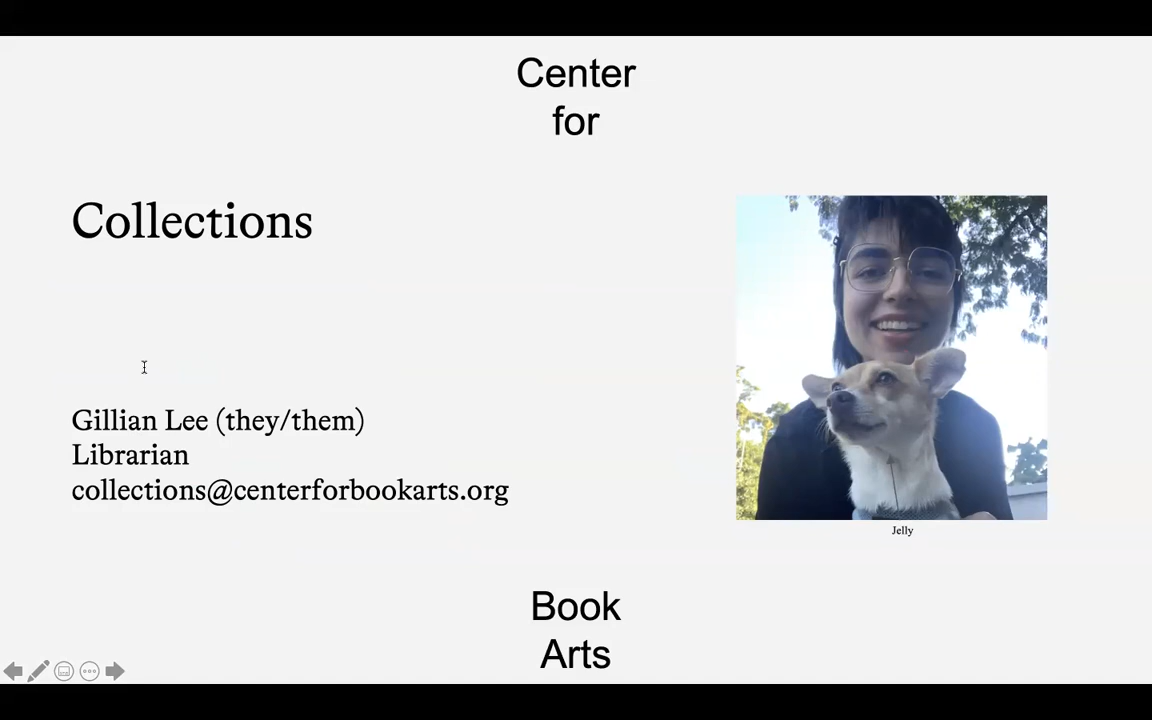 Center
for
Collections
Gillian Lee (they/them)
Librarian
collections@centerforbookarts.org
Jelly
Book
Arts